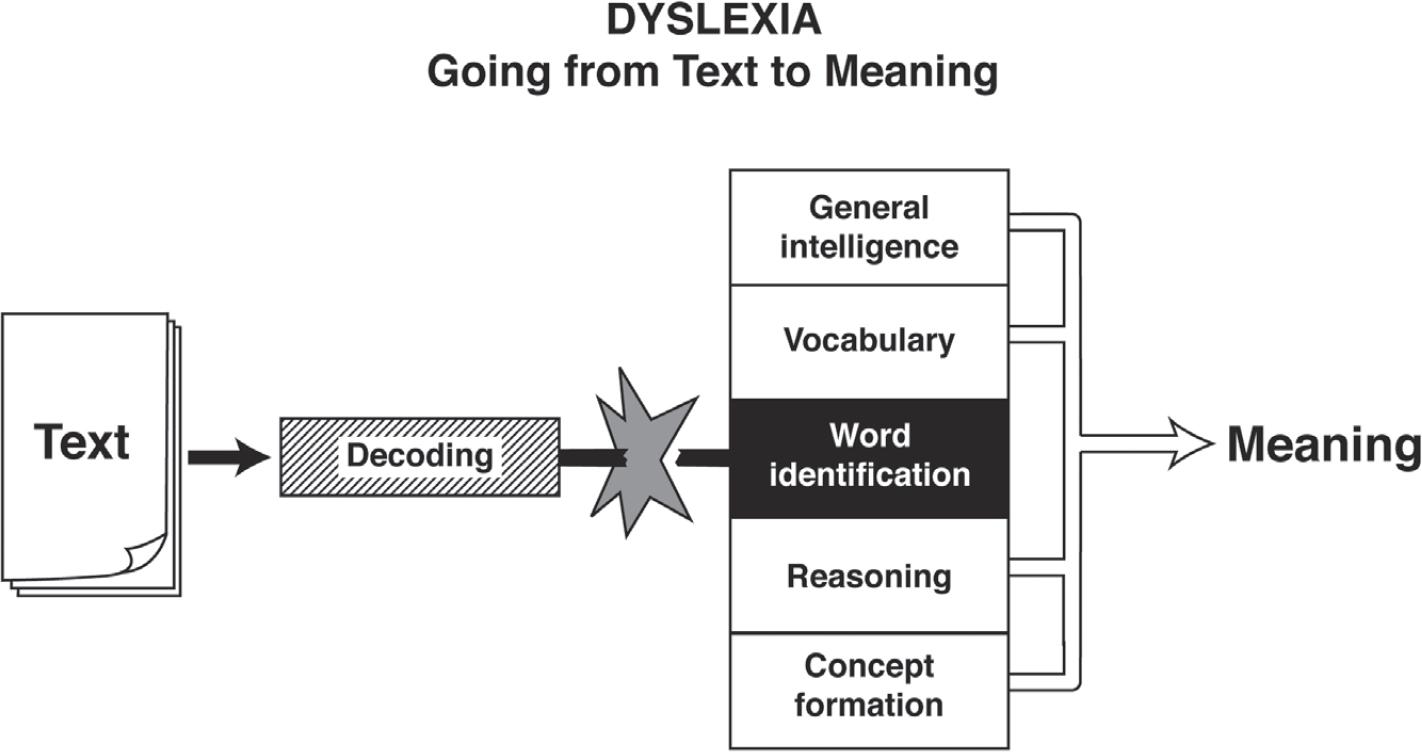 DYSLEXIA
Going from Text to Meaning
Text
Decoding
General
intelligence
Vocabulary
Word
identification
Reasoning
Concept
formation
Meaning